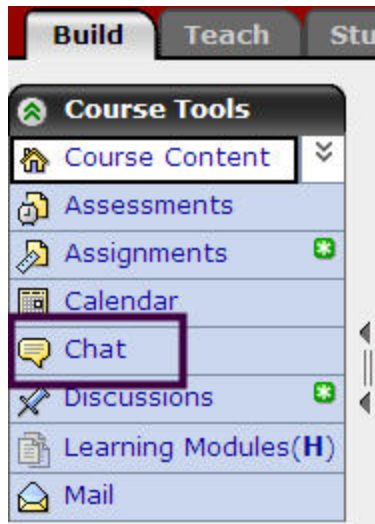 Build Teach Stu
Course Tools
Course Content
Assessments
Assignments
Calendar
Chat
Discussions
Learning Modules(H)
Mail